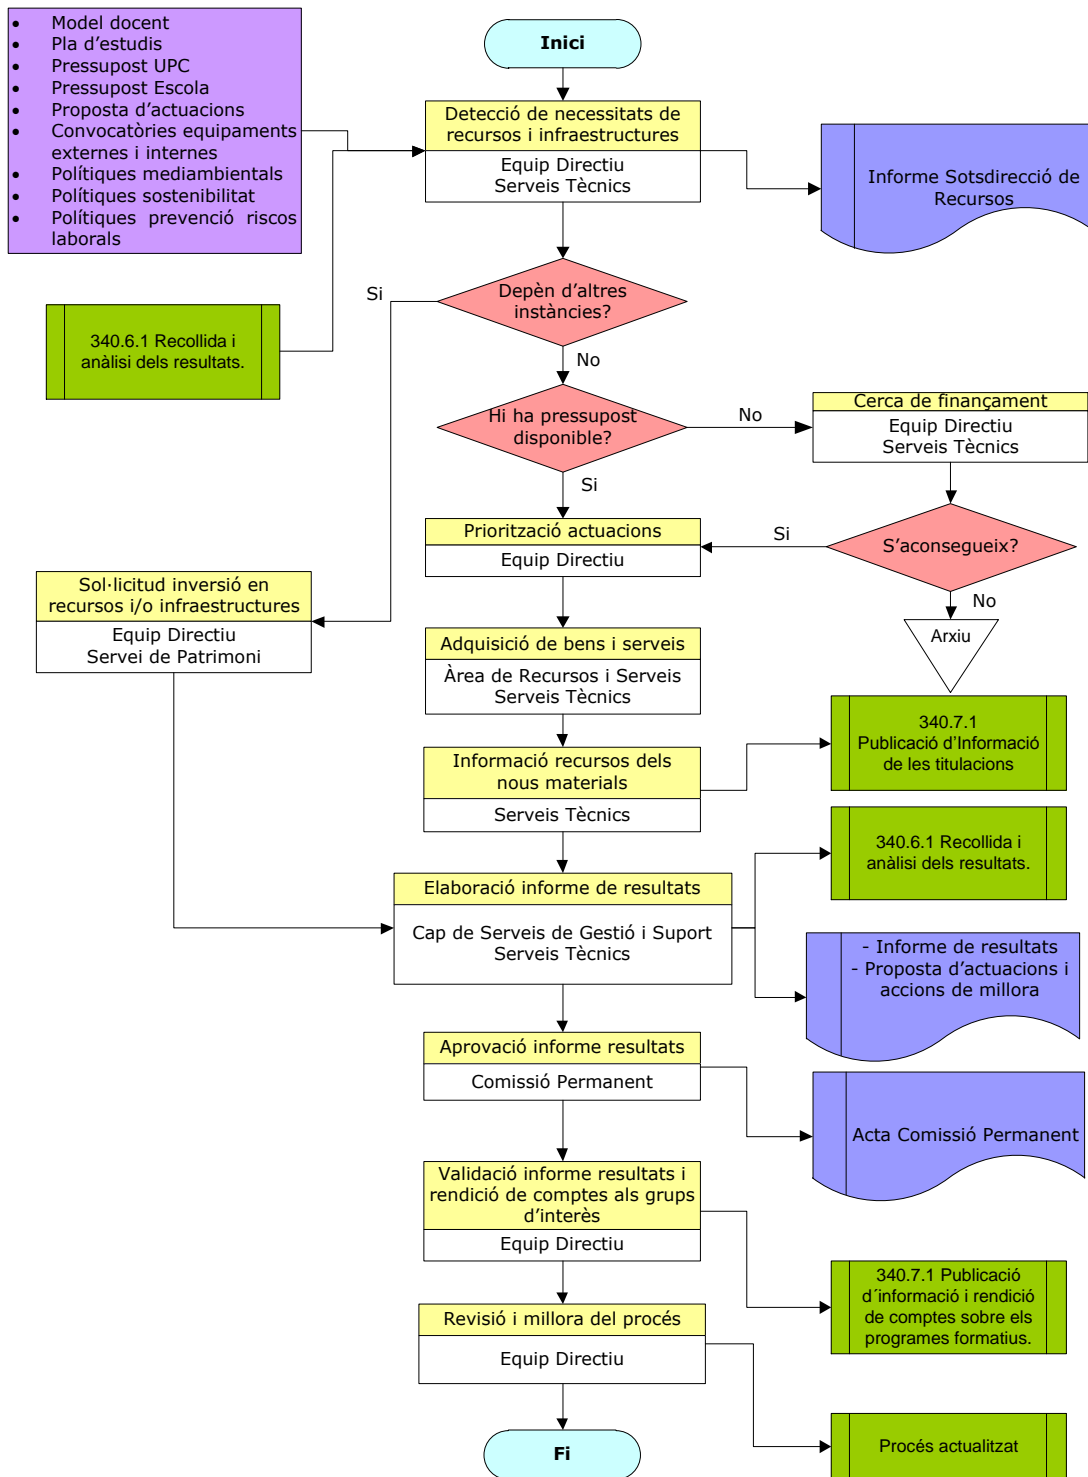 • Model docent
• Pla d'estudis
• Pressupost UPC
• Pressupost Escola
• Proposta d'actuacions
• Convocatòries equipaments
externes i internes
• Polítiques mediambientals
• Polítiques sostenibilitat
• Polítiques prevenció riscos
laborals
Inici
Detecció de necessitats de
recursos i infraestructures
Equip Directiu
Serveis Tècnics
Informe Sotsdirecció de
Recursos
340.6.1 Recollida i
anàlisi dels resultats.
Depèn d'altres
instàncies?
Si
No
Hi ha pressupost
disponible?
No
Si
Cerca de finançament
Equip Directiu
Serveis Tècnics
S'aconsegueix?
Si
No
Arxiu
Priorització actuacions
Equip Directiu
Sol·licitud inversió en
recursos i/o infraestructures
Equip Directiu
Servei de Patrimoni
Adquisició de bens i serveis
Àrea de Recursos i Serveis
Serveis Tècnics
Informació recursos dels
nous materials
Serveis Tècnics
340.7.1
Publicació d'Informació
de les titulacions
340.6.1 Recollida i
anàlisi dels resultats.
Elaboració informe de resultats
Cap de Serveis de Gestió i Suport
Serveis Tècnics
- Informe de resultats
- Proposta d'actuacions i
accions de millora
Aprovació informe resultats
Comissió Permanent
Acta Comissió Permanent
Validació informe resultats i
rendició de comptes als grups
d'interès
Equip Directiu
340.7.1 Publicació
d´informació i rendició
de comptes sobre els
programes formatius.
Revisió i millora del procés
Equip Directiu
Procés actualitzat
Fi